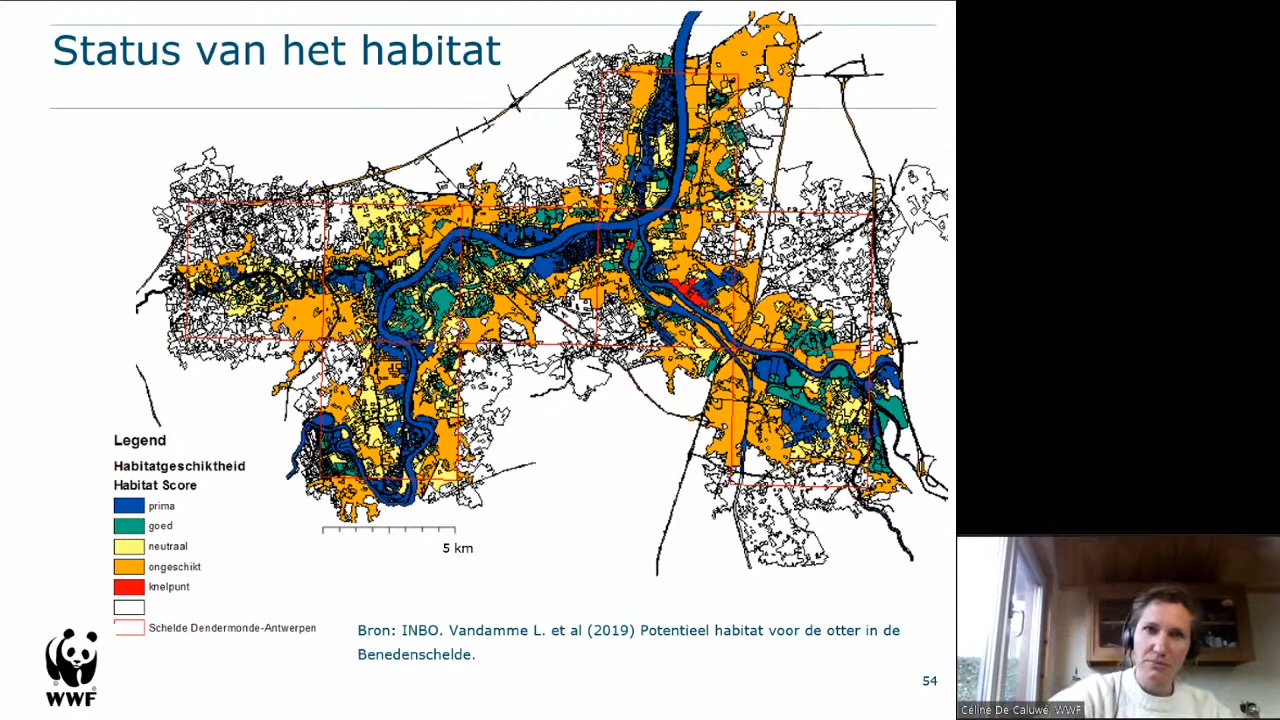 Status van het habitat
Legend
Habitatgeschiktheid
Habitat Score
prima
goed
neutraal
ongeschikt
knelpunt
Schelde Dendermonde-Antwerpen
5 km
Bron: INBO. Vandamme L. et al (2019) Potentieel habitat voor de otter in de
Benedenschelde.
WWF
54
Céline De Caluwé, WWF